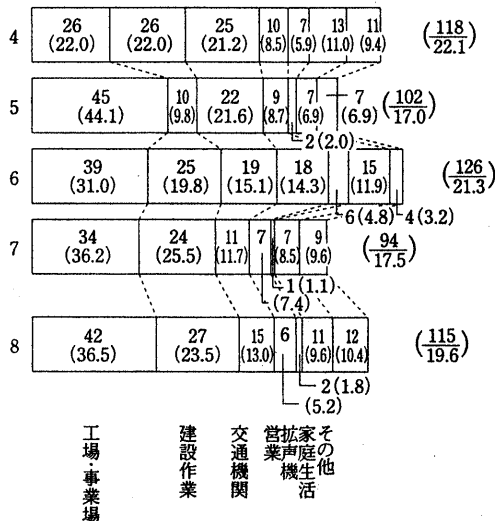 4 26 26 25 10 7 13 11
(22.0) (22.0) (21.2) (8.5) (5.9) (11.0) (9.4) (118/22.1)
5 45 10 22 9 7 7
(44.1) (9.8) (21.6) (8.7) (6.9) (6.9) (102/17.0)
2 (2.0)
6 39 25 19 18 15
(31.0) (19.8) (15.1) (14.3) (11.9) (126/21.3)
6 (4.8) 4 (3.2)
7 34 24 11 7 7 9
(36.2) (25.5) (11.7) (8.5) (9.6) (94/17.5)
1 (1.1)
(7.4)
8 42 27 15 6 11 12
(36.5) (23.5) (13.0) (9.6) (10.4) (115/19.6)
2 (1.8)
(5.2)
工場・事業場
建設作業
交通機関
営業
拡声機
家庭生活
その他